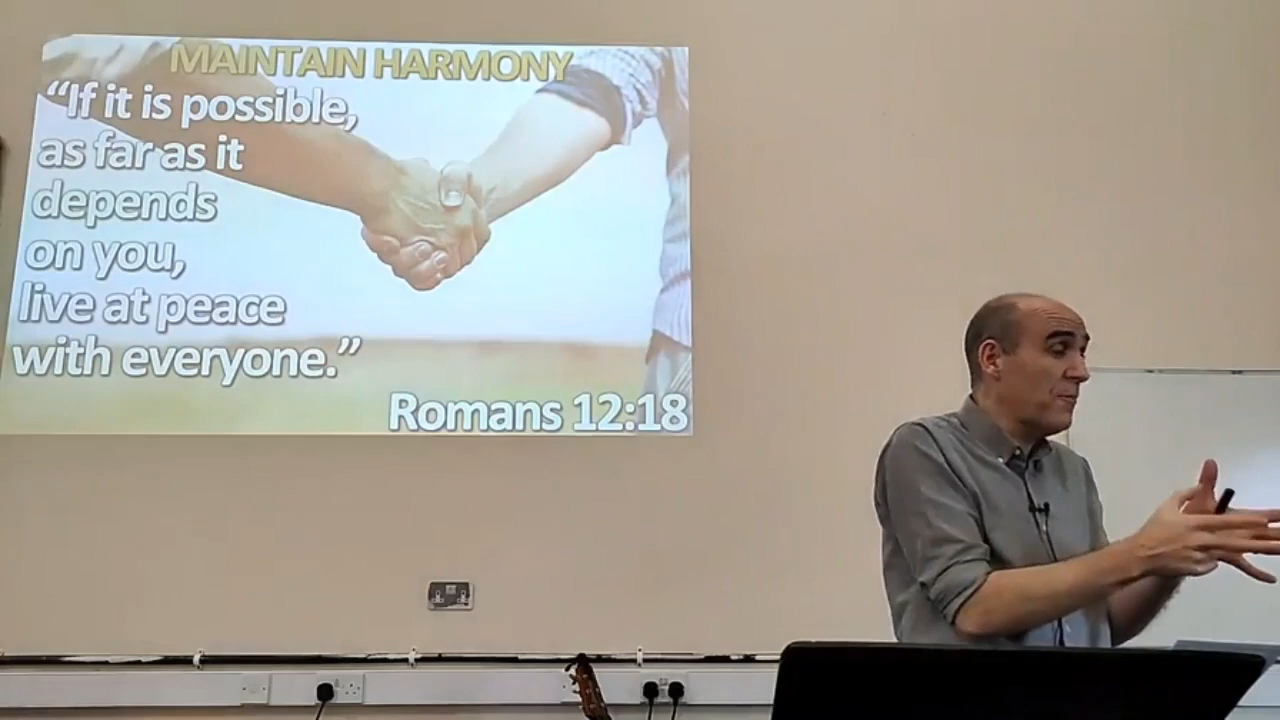 MAINTAIN HARMONY
“If it is possible,
as far as it
depends
on you,
live at peace
with everyone.”
Romans 12:18